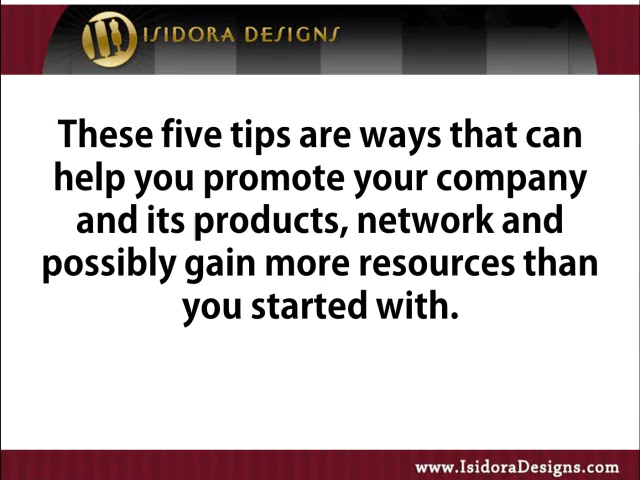 ISIDORA DESIGNS
These five tips are ways that can
help you promote your company
and its products, network and
possibly gain more resources than
you started with.
www.IsidoraDesigns.com